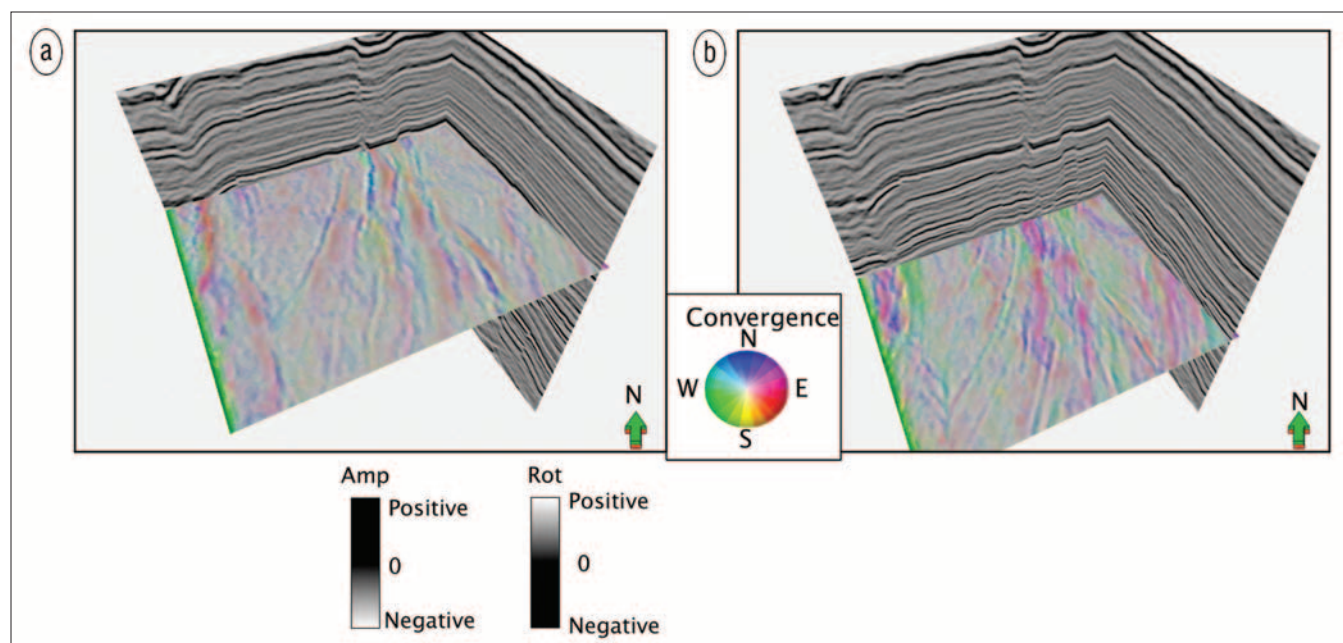 a
b
Convergence
N
W E
S
N
N
Amp
Positive
0
Negative
Rot
Positive
0
Negative